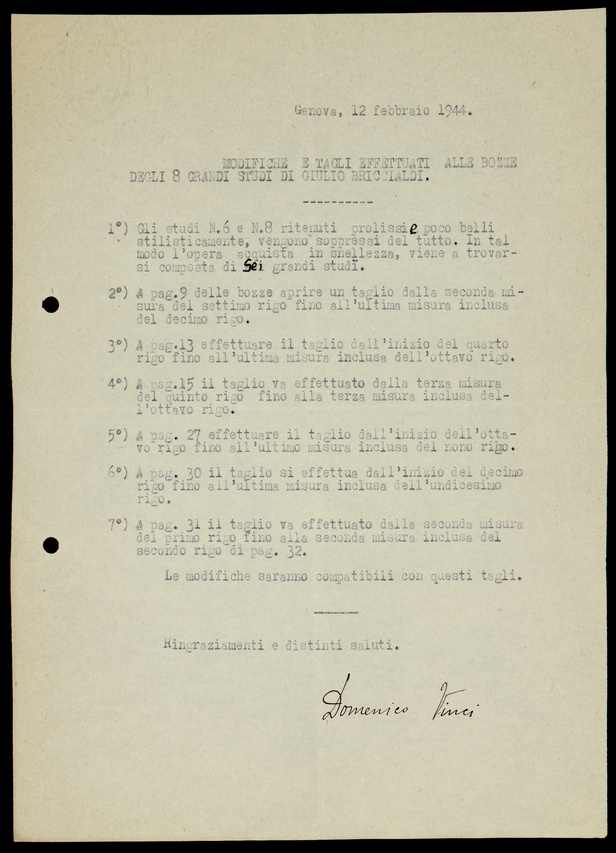 Genova, 12 febbraio 1944.
MODIFICHE E TAGLI EFFETTUATI ALLE BOZZE
DEGLI 8 GRANDI STUDI DI GIULIO BRICCIALDI.
----------
1°) Gli studi N.6 e N.8 ritenuti prolissi e poco belli
stilisticamente, vengono soppressi del tutto. In tal
modo l'opera acquista in snellezza, viene a trovar-
si composta di sei grandi studi.
2°) A pag.9 delle bozze aprire un taglio dalla seconda mi-
sura del settimo rigo fino all'ultima misura inclusa
del decimo rigo.
3°) A pag.13 effettuare il taglio dall'inizio del quarto
rigo fino all'ultima misura inclusa dell'ottavo rigo.
4°) A pag.15 il taglio va effettuato dalla terza misura
del quinto rigo fino alla terza misura inclusa del-
l'ottavo rigo.
5°) A pag. 27 effettuare il taglio dall'inizio dell'otta-
vo rigo fino all'ultimo misura inclusa del nono rigo.
6°) A pag. 30 il taglio si effettua dall'inizio del decimo
rigo fino all'ultima misura inclusa dell'undicesimo
rigo.
7°) A pag. 31 il taglio va effettuato dalla seconda misura
del primo rigo fino alla seconda misura inclusa del
secondo rigo di pag. 32.
Le modifiche saranno compatibili con questi tagli.
Ringraziamenti e distinti saluti.
Domenico Vinci